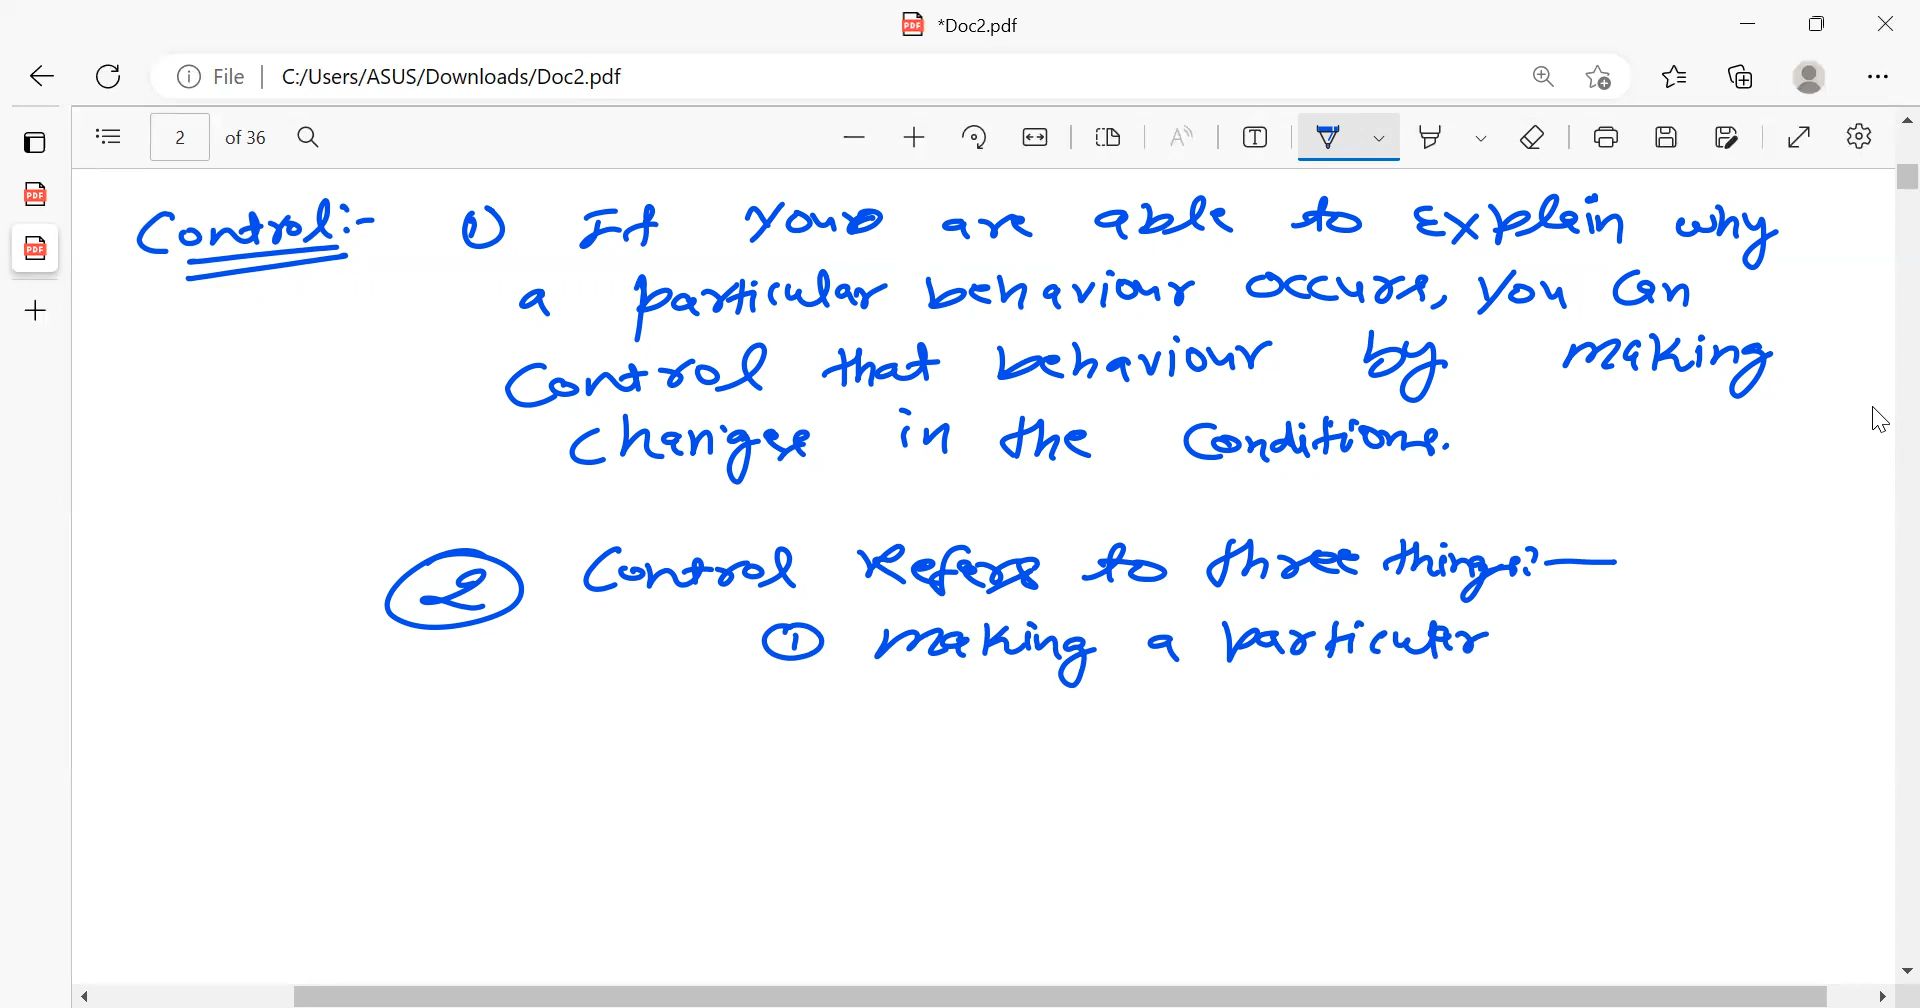 *Doc2.pdf
File | C:/Users/ASUS/Downloads/Doc2.pdf
2 of 36
Control:- ① If you are able to explain why
a particular behaviour occurs, you can
control that behaviour by making
changes in the conditions.
② Control refers to three things:—
① making a particular